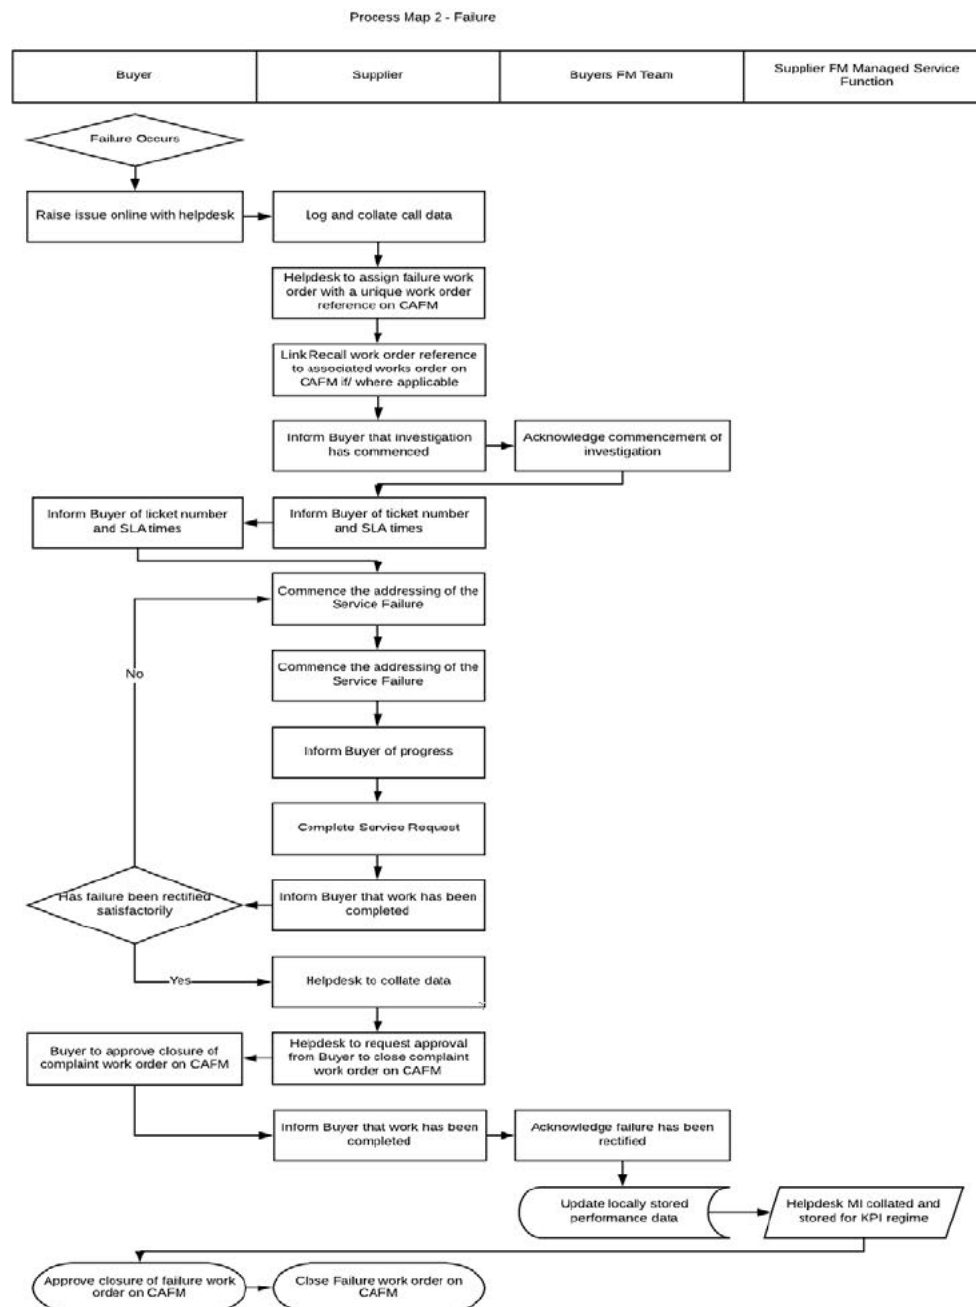 Process Map 2 - Failure
Buyer
Supplier
Buyers FM Team
Supplier FM Managed Service
Function
Failure Occurs
Raise issue online with helpdesk
Log and collate call data
Helpdesk to assign failure work
order with a unique work order
reference on CAFM
Link Recall work order reference
to associated works order on
CAFM if/ where applicable
Inform Buyer that investigation
has commenced
Acknowledge commencement of
investigation
Inform Buyer of ticket number
and SLA times
Inform Buyer of ticket number
and SLA times
Commence the addressing of the
Service Failure
No
Commence the addressing of the
Service Failure
Inform Buyer of progress
Complete Service Request
Has failure been rectified
satisfactorily
Inform Buyer that work has been
completed
Yes
Helpdesk to collate data
Buyer to approve closure of
complaint work order on CAFM
Helpdesk to request approval
from Buyer to close complaint
work order on CAFM
Inform Buyer that work has been
completed
Acknowledge failure has been
rectified
Update locally stored
performance data
Helpdesk MI collated and
stored for KPI regime
Approve closure of failure work
order on CAFM
Close Failure work order on
CAFM